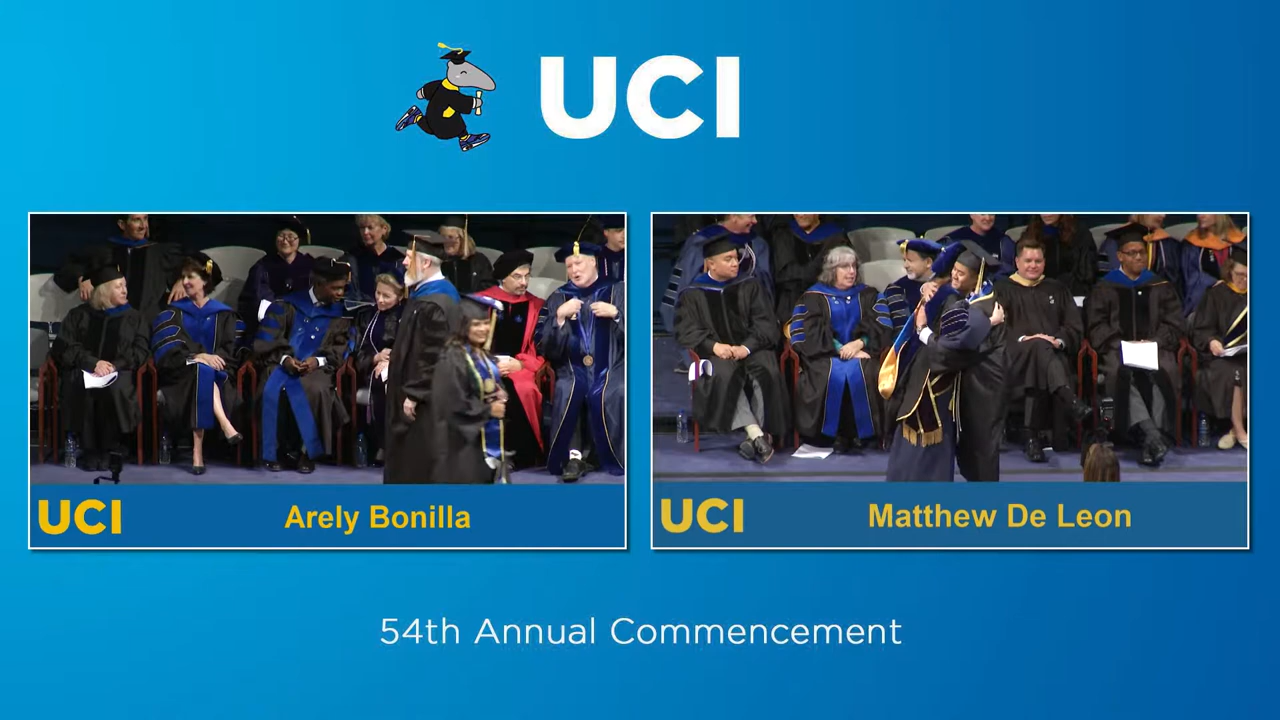 UCI
UCI
Arely Bonilla
UCI
Matthew De Leon
54th Annual Commencement